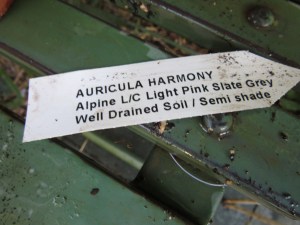 AURICULA HARMONY
Alpine L/C Light Pink Slate Grey
Well Drained Soil / Semi shade